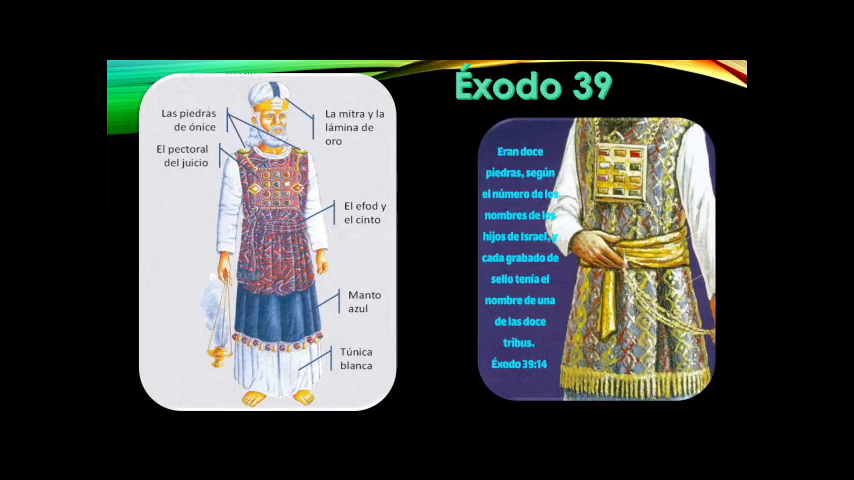 Éxodo 39
Las piedras
de ónice
La mitra y la
lámina de
oro
El pectoral
del juicio
El efod y
el cinto
Manto
azul
Túnica
blanca
Eran doce
piedras, según
el número de los
nombres de los
hijos de Israel, y
cada grabado de
sello tenía el
nombre de una
de las doce
tribus.
Éxodo 39:14